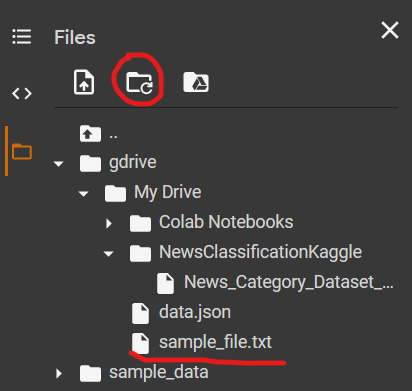 Files
..
gdrive
My Drive
Colab Notebooks
NewsClassificationKaggle
News_Category_Dataset_...
data.json
sample_file.txt
sample_data